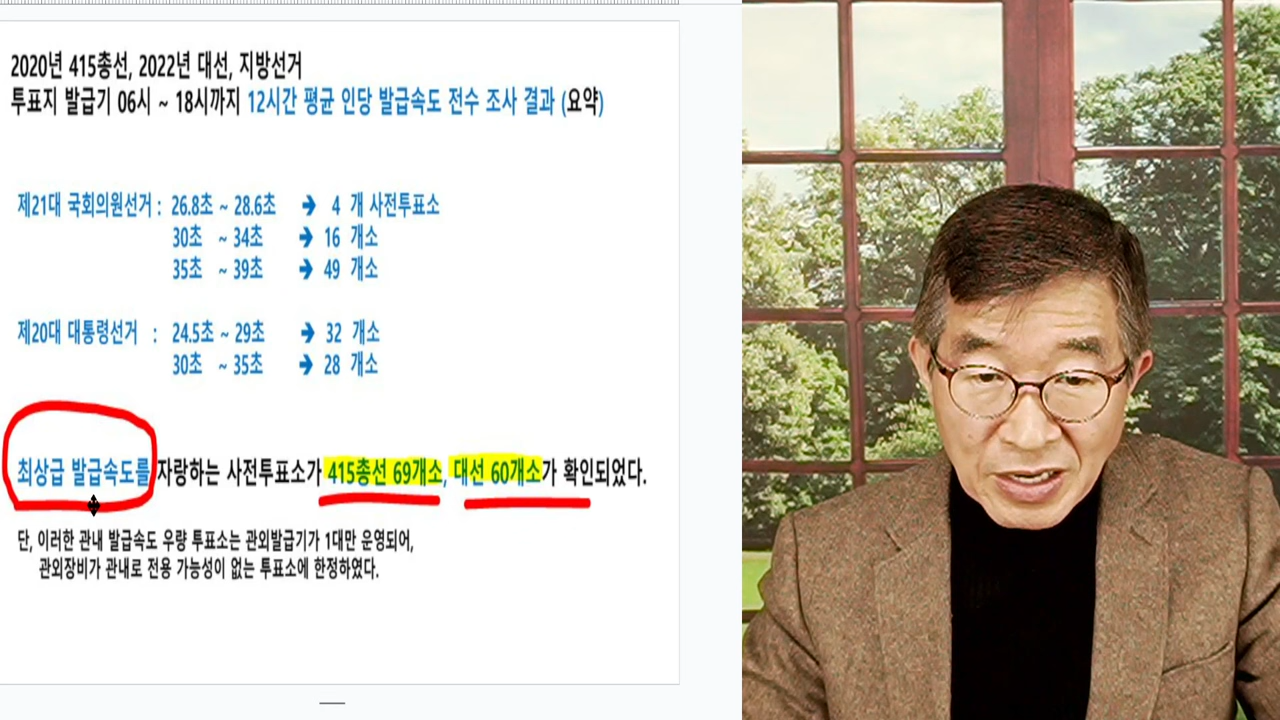 2020년 415총선, 2022년 대선, 지방선거
투표지 발급기 06시 ~ 18시까지 12시간 평균 인당 발급속도 전수 조사 결과 (요약)
제21대 국회의원선거 : 26.8초 ~ 28.6초 → 4 개 사전투표소
30초 ~ 34초 → 16 개소
35초 ~ 39초 → 49 개소
제20대 대통령선거 : 24.5초 ~ 29초 → 32 개소
30초 ~ 35초 → 28 개소
최상급 발급속도를 자랑하는 사전투표소가 415총선 69개소, 대선 60개소가 확인되었다.
단, 이러한 관내 발급속도 우량 투표소는 관외발급기가 1대만 운영되어,
관외장비가 관내로 전용 가능성이 없는 투표소에 한정하였다.